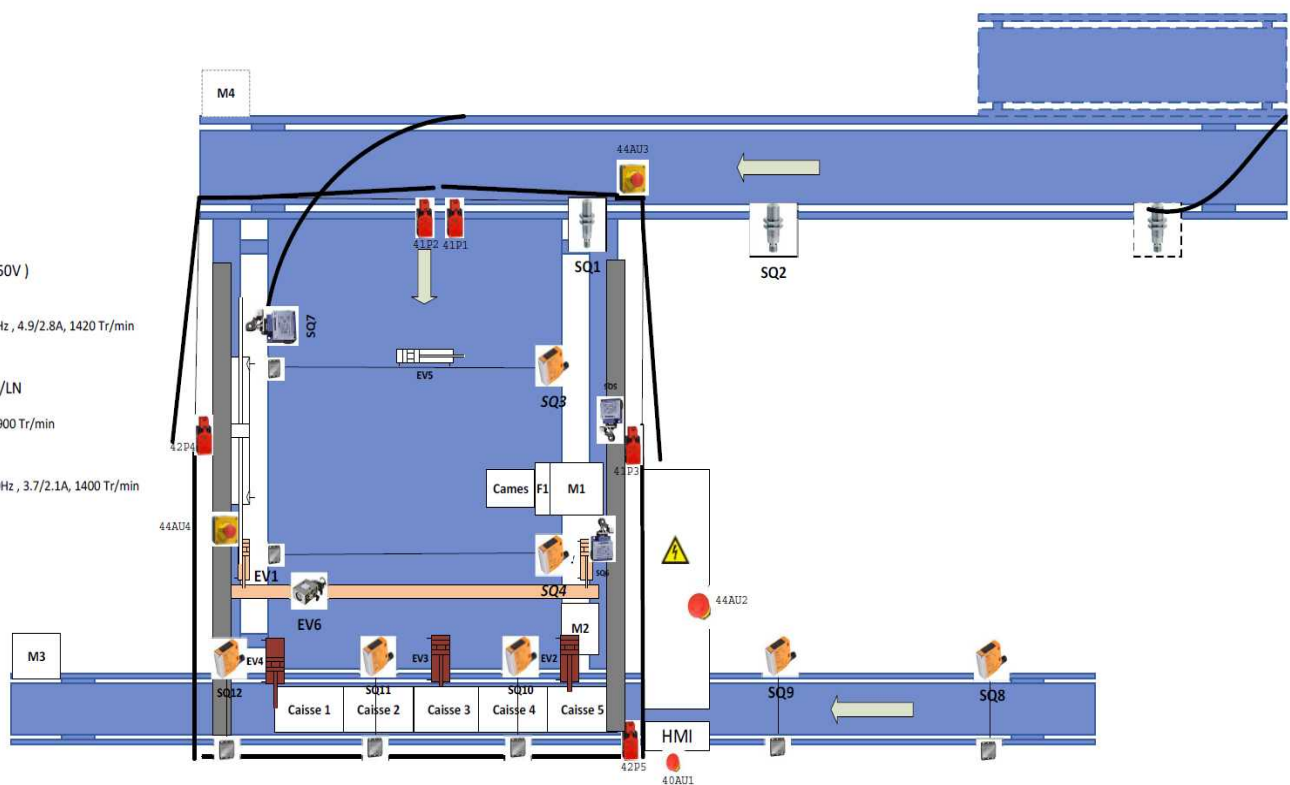 M4
44AU3
41P2
41P1
SQ1
SQ2
50V )
Hz , 4.9/2.8A, 1420 Tr/min
SQ7
EV5
/LN
SQ3
900 Tr/min
42P4
41P3
Cames
F1
M1
0Hz , 3.7/2.1A, 1400 Tr/min
44AU4
EV1
SQ4
SQ6
44AU2
EV6
M2
M3
EV4
EV3
EV2
SQ12
SQ11
SQ10
SQ9
SQ8
Caisse 1
Caisse 2
Caisse 3
Caisse 4
Caisse 5
HMI
42P5
40AU1